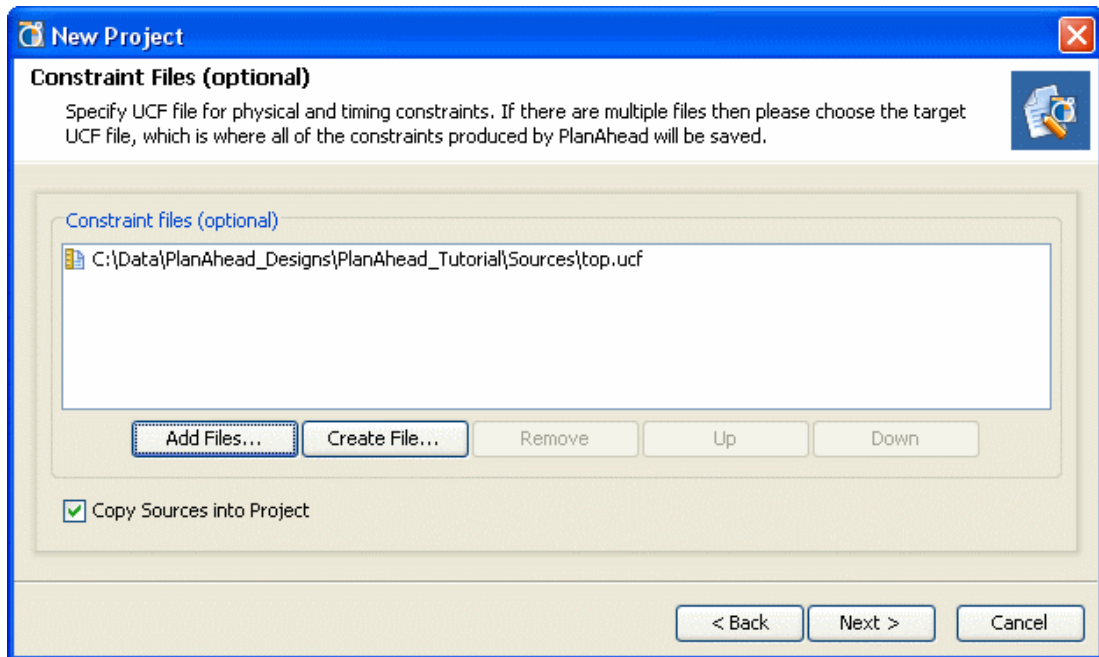 New Project
Constraint Files (optional)
Specify UCF file for physical and timing constraints. If there are multiple files then please choose the target
UCF file, which is where all of the constraints produced by PlanAhead will be saved.
Constraint files (optional)
C:\Data\PlanAhead_Designs\PlanAhead_Tutorial\Sources\top.ucf
Add Files... Create File... Remove Up Down
Copy Sources into Project
< Back Next > Cancel